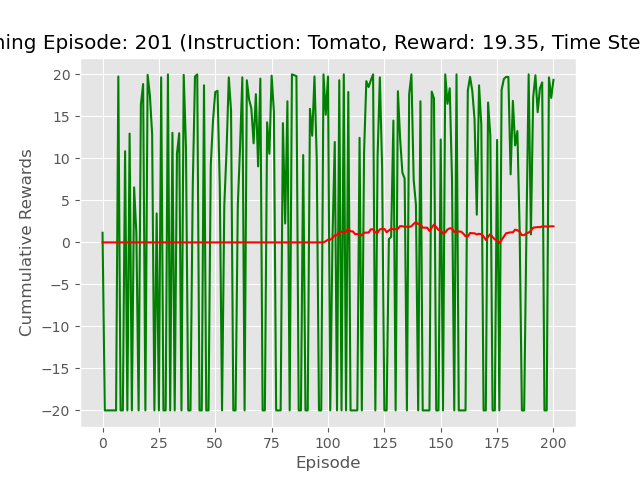 ning Episode: 201 (Instruction: Tomato, Reward: 19.35, Time Ste
20
15
10
5
0
−5
−10
−15
−20
Cummulative Rewards
0 25 50 75 100 125 150 175 200
Episode